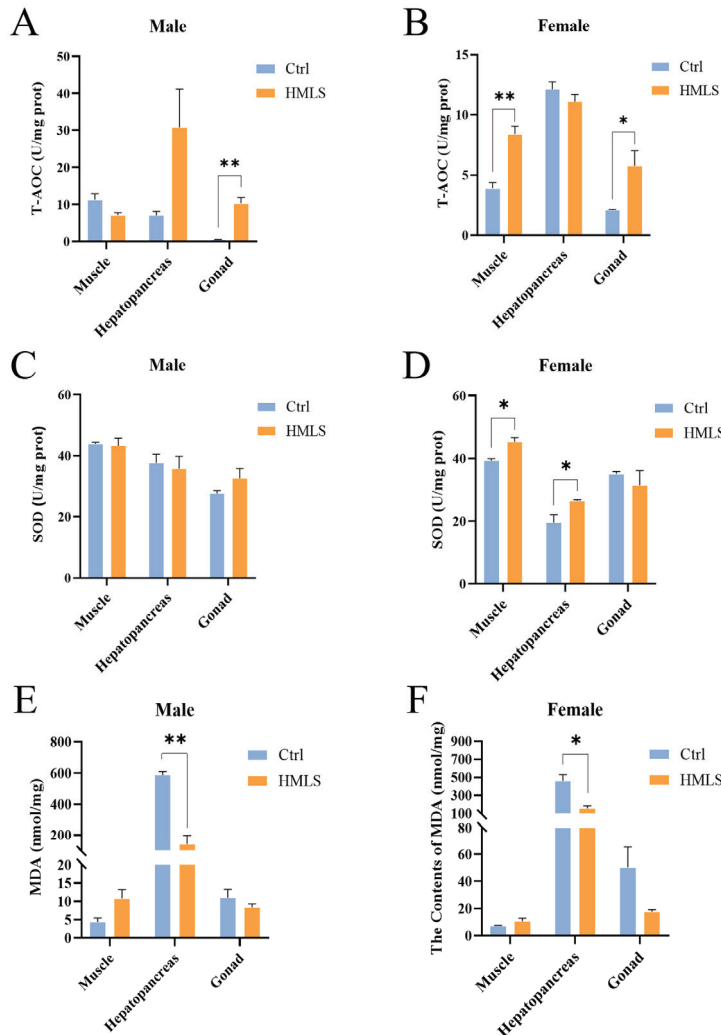 A
Male
T-AOC (U/mg prot)
50
40
30
20
10
0
**
Ctrl
HMLS
Muscle
Hepatopancreas
Gonad
B
Female
T-AOC (U/mg prot)
15
10
5
0
**
*
Ctrl
HMLS
Muscle
Hepatopancreas
Gonad
C
Male
SOD (U/mg prot)
60
40
20
0
Ctrl
HMLS
Muscle
Hepatopancreas
Gonad
D
Female
SOD (U/mg prot)
60
40
20
0
*
*
Ctrl
HMLS
Muscle
Hepatopancreas
Gonad
E
Male
MDA (nmol/mg)
800
600
400
200
20
15
10
5
0
**
Ctrl
HMLS
Muscle
Hepatopancreas
Gonad
F
Female
The Contents of MDA (nmol/mg)
900
700
500
300
100
80
60
40
20
0
*
Ctrl
HMLS
Muscle
Hepatopancreas
Gonad